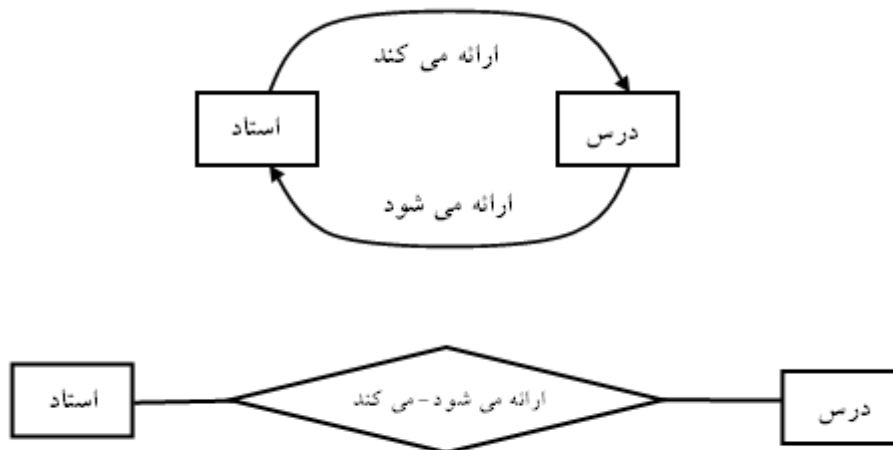 ارائه می کند
استاد
درس
ارائه می شود
استاد
ارائه می شود - می کند
درس